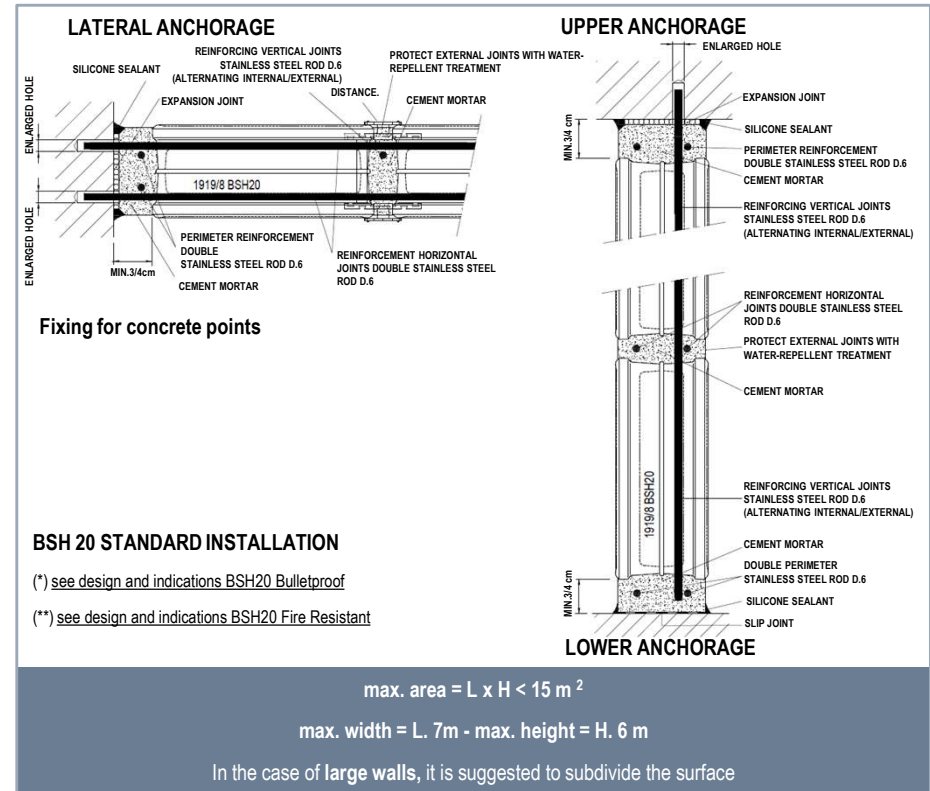 LATERAL ANCHORAGE
REINFORCING VERTICAL JOINTS
STAINLESS STEEL ROD D.6
(ALTERNATING INTERNAL/EXTERNAL)
DISTANCE.
PROTECT EXTERNAL JOINTS WITH WATER-
REPELLENT TREATMENT
SILICONE SEALANT
EXPANSION JOINT
CEMENT MORTAR
ENLARGED HOLE
ENLARGED HOLE
1919/8 BSH20
MIN.3/4cm
PERIMETER REINFORCEMENT
DOUBLE
STAINLESS STEEL ROD D.6
CEMENT MORTAR
REINFORCEMENT HORIZONTAL
JOINTS DOUBLE STAINLESS STEEL
ROD D.6
Fixing for concrete points
UPPER ANCHORAGE
ENLARGED HOLE
EXPANSION JOINT
SILICONE SEALANT
MIN.3/4 cm
PERIMETER REINFORCEMENT
DOUBLE STAINLESS STEEL ROD D.6
CEMENT MORTAR
REINFORCING VERTICAL JOINTS
STAINLESS STEEL ROD D.6
(ALTERNATING INTERNAL/EXTERNAL)
REINFORCEMENT HORIZONTAL
JOINTS DOUBLE STAINLESS STEEL
ROD D.6
PROTECT EXTERNAL JOINTS WITH
WATER-REPELLENT TREATMENT
CEMENT MORTAR
1919/8 BSH20
REINFORCING VERTICAL JOINTS
STAINLESS STEEL ROD D.6
(ALTERNATING INTERNAL/EXTERNAL)
CEMENT MORTAR
DOUBLE PERIMETER
STAINLESS STEEL ROD D.6
MIN.3/4 cm
SILICONE SEALANT
SLIP JOINT
LOWER ANCHORAGE
BSH 20 STANDARD INSTALLATION
(*) see design and indications BSH20 Bulletproof
(**) see design and indications BSH20 Fire Resistant
max. area = L x H < 15 m ²
max. width = L. 7m - max. height = H. 6 m
In the case of large walls, it is suggested to subdivide the surface